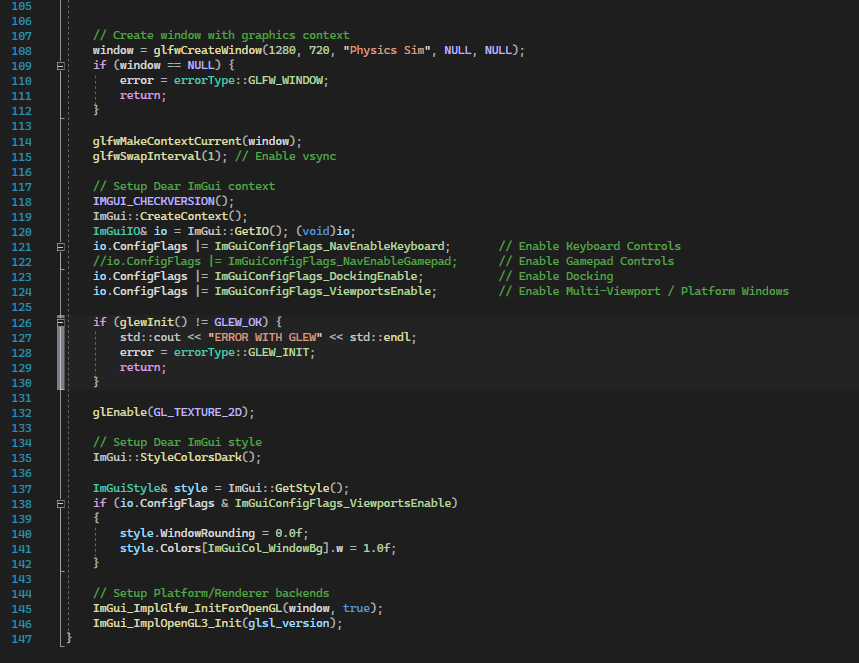 105
106
107 // Create window with graphics context
108 window = glfwCreateWindow(1280, 720, "Physics Sim", NULL, NULL);
109 if (window == NULL) {
110 error = errorType::GLFW_WINDOW;
111 return;
112 }
113
114 glfwMakeContextCurrent(window);
115 glfwSwapInterval(1); // Enable vsync
116
117 // Setup Dear ImGui context
118 IMGUI_CHECKVERSION();
119 ImGui::CreateContext();
120 ImGuiIO& io = ImGui::GetIO(); (void)io;
121 io.ConfigFlags |= ImGuiConfigFlags_NavEnableKeyboard; // Enable Keyboard Controls
122 //io.ConfigFlags |= ImGuiConfigFlags_NavEnableGamepad; // Enable Gamepad Controls
123 io.ConfigFlags |= ImGuiConfigFlags_DockingEnable; // Enable Docking
124 io.ConfigFlags |= ImGuiConfigFlags_ViewportsEnable; // Enable Multi-Viewport / Platform Windows
125
126 if (glewInit() != GLEW_OK) {
127 std::cout << "ERROR WITH GLEW" << std::endl;
128 error = errorType::GLEW_INIT;
129 return;
130 }
131
132 glEnable(GL_TEXTURE_2D);
133
134 // Setup Dear ImGui style
135 ImGui::StyleColorsDark();
136
137 ImGuiStyle& style = ImGui::GetStyle();
138 if (io.ConfigFlags & ImGuiConfigFlags_ViewportsEnable)
139 {
140 style.WindowRounding = 0.0f;
141 style.Colors[ImGuiCol_WindowBg].w = 1.0f;
142 }
143
144 // Setup Platform/Renderer backends
145 ImGui_ImplGlfw_InitForOpenGL(window, true);
146 ImGui_ImplOpenGL3_Init(glsl_version);
147 }